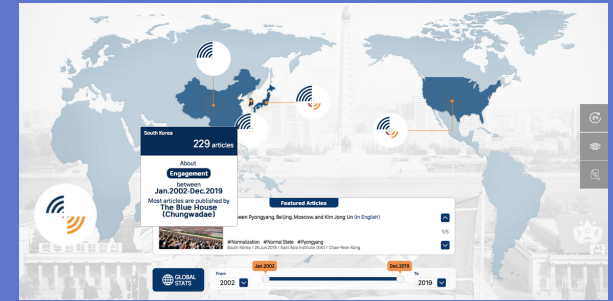 South Korea
229 articles
About
Engagement
between
Jan.2002-Dec.2019
Most articles are published by
The Blue House
(Chungwadae)
Featured Articles
een Pyongyang, Beijing, Moscow, and Kim Jong Lin (in English)
1/5
#Normalization #Normal State #Pyongyang
South Korea / 26.Jun.2019 / East Asia Institute (EAI) / Chae-Yeon Kang
GLOBAL
STATS
From
2002
Jan.2002
Dec.2019
To
2019